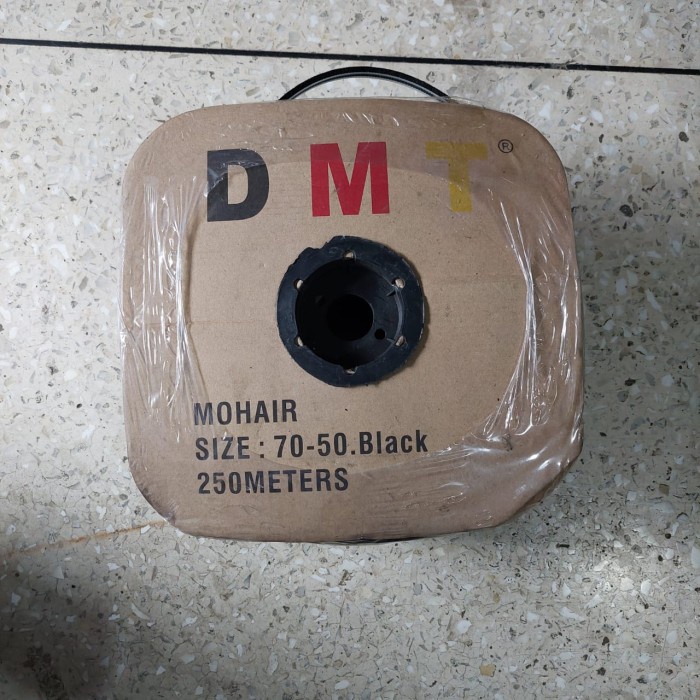 DMT®
MOHAIR
SIZE : 70-50.Black
250METERS